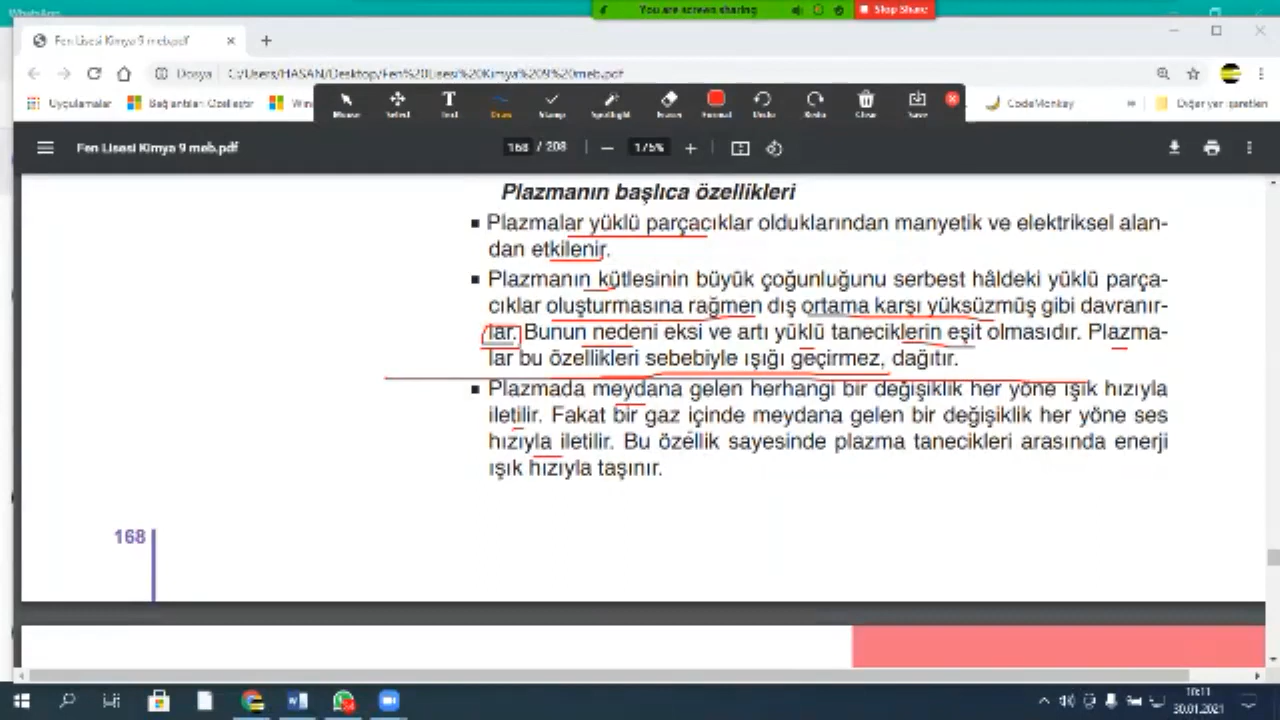 WhatsApp
You are screen sharing
Stop Share
Fen Lisesi Kimya 9 meb.pdf
Dosya
C:/Users/HASAN/Desktop/Fen%20Lisesi%20Kimya%209%20meb.pdf
Uygulamalar
Bağlantıları Özelleştir
Mouse Select Text Draw Stamp Spotlight Eraser Format Undo Redo Clear Save
CodeMonkey
Diğer yer işaretleri
Fen Lisesi Kimya 9 meb.pdf
168 / 208
175%
Plazmanın başlıca özellikleri
▪ Plazmalar yüklü parçacıklar olduklarından manyetik ve elektriksel alan-
dan etkilenir.
▪ Plazmanın kütlesinin büyük çoğunluğunu serbest hâldeki yüklü parça-
cıklar oluşturmasına rağmen dış ortama karşı yüksüzmüş gibi davranır-
lar. Bunun nedeni eksi ve artı yüklü taneciklerin eşit olmasıdır. Plazma-
lar bu özellikleri sebebiyle ışığı geçirmez, dağıtır.
▪ Plazmada meydana gelen herhangi bir değişiklik her yöne ışık hızıyla
iletilir. Fakat bir gaz içinde meydana gelen bir değişiklik her yöne ses
hızıyla iletilir. Bu özellik sayesinde plazma tanecikleri arasında enerji
ışık hızıyla taşınır.
168
10:11
30.01.2021